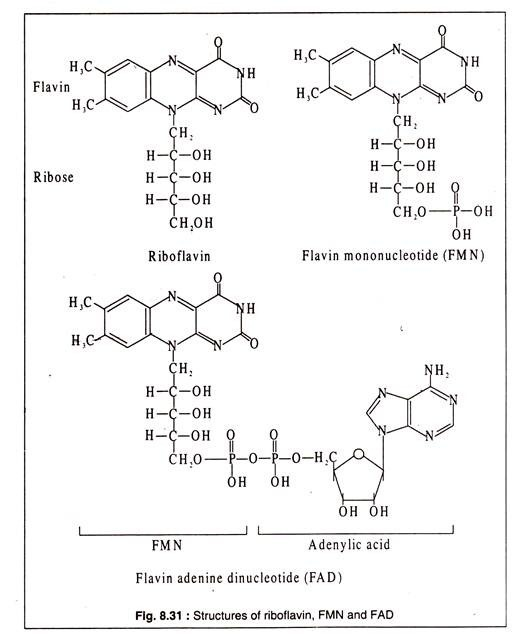 Flavin
Ribose
H₃C
H₃C
N
N
N
O
NH
O
CH₂
H—C—OH
H—C—OH
H—C—OH
CH₂OH
Riboflavin
H₃C
H₃C
N
N
N
O
NH
O
CH₂
H—C—OH
H—C—OH
H—C—OH
CH₂O—P—OH
O
OH
Flavin mononucleotide (FMN)
H₃C
H₃C
N
N
N
O
NH
O
CH₂
H—C—OH
H—C—OH
H—C—OH
CH₂O—P—O—P—O—H₂C
O
O
OH
OH
O
OH OH
NH₂
N
N
N
N
FMN
Adenylic acid
Flavin adenine dinucleotide (FAD)
Fig. 8.31 : Structures of riboflavin, FMN and FAD